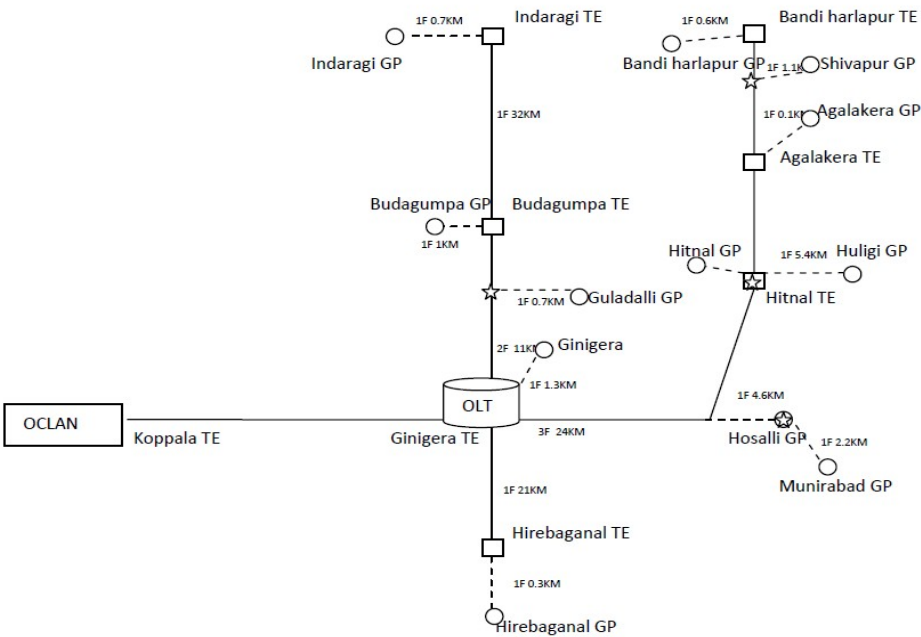 1F 0.7KM
Indaragi TE
Indaragi GP
1F 0.6KM
Bandi harlapur TE
Bandi harlapur GP
1F 1.1K
Shivapur GP
1F 32KM
1F 0.1KM
Agalakera GP
Agalakera TE
Budagumpa GP
Budagumpa TE
1F 1KM
Hitnal GP
1F 5.4KM
Huligi GP
1F 0.7KM
Guladalli GP
Hitnal TE
2F 11KM
Ginigera
1F 1.3KM
OLT
1F 4.6KM
OCLAN
Koppala TE
Ginigera TE
3F 24KM
Hosalli GP
1F 2.2KM
Munirabad GP
1F 21KM
Hirebaganal TE
1F 0.3KM
Hirebaganal GP